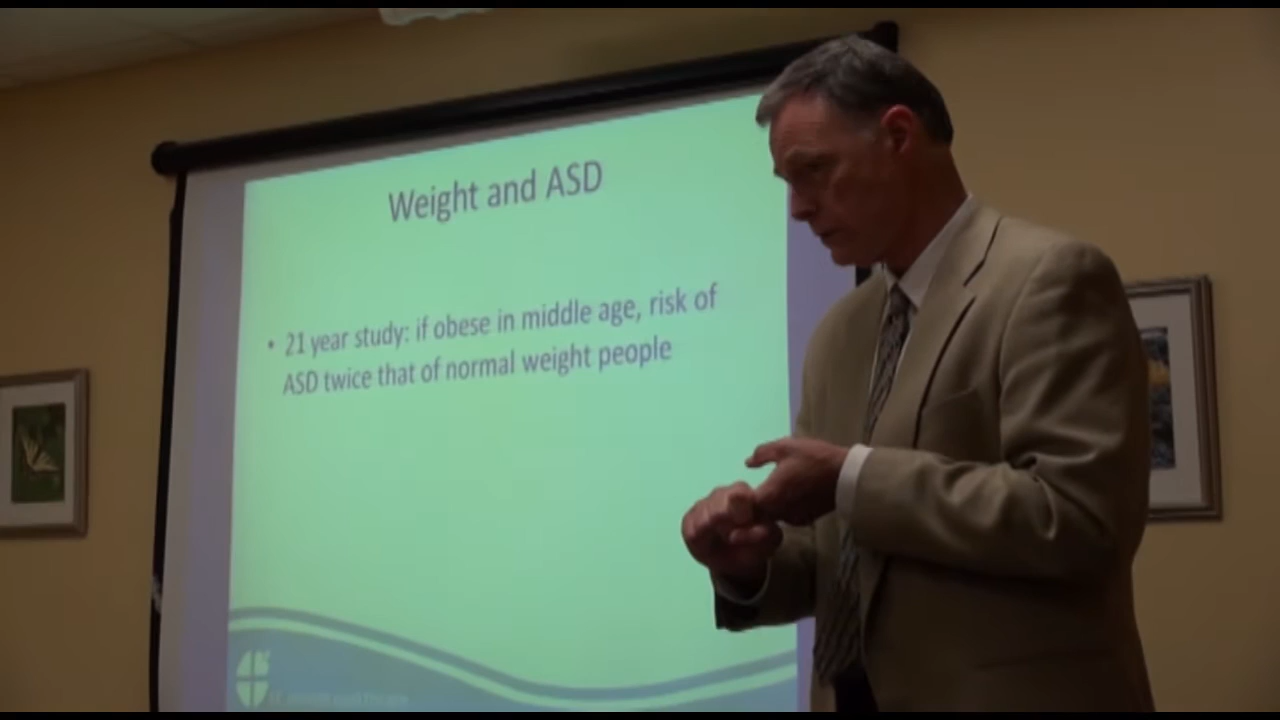 Weight and ASD
• 21 year study: if obese in middle age, risk of
ASD twice that of normal weight people